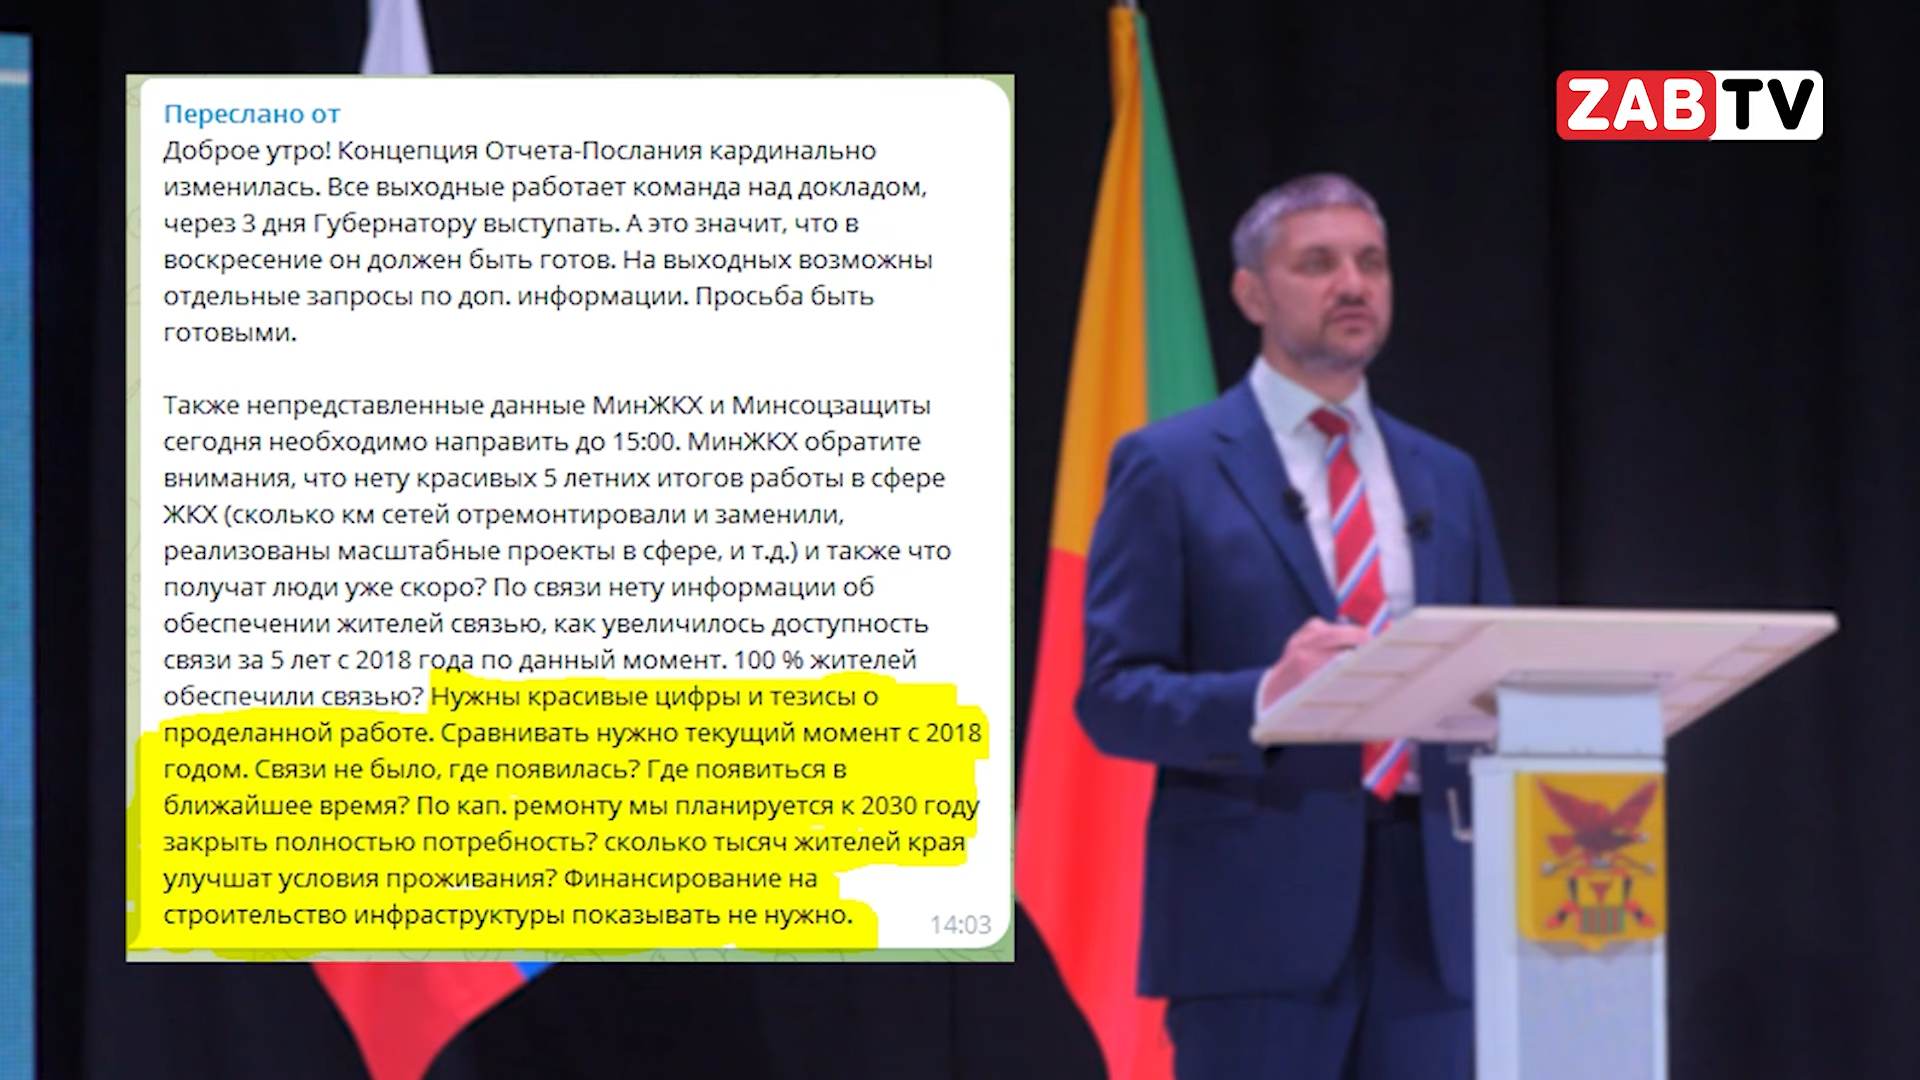 Переслано от
Доброе утро! Концепция Отчета-Послания кардинально
изменилась. Все выходные работает команда над докладом,
через 3 дня Губернатору выступать. А это значит, что в
воскресение он должен быть готов. На выходных возможны
отдельные запросы по доп. информации. Просьба быть
готовыми.
Также непредставленные данные МинЖКХ и Минсоцзащиты
сегодня необходимо направить до 15:00. МинЖКХ обратите
внимания, что нету красивых 5 летних итогов работы в сфере
ЖКХ (сколько км сетей отремонтировали и заменили,
реализованы масштабные проекты в сфере, и т.д.) и также что
получат люди уже скоро? По связи нету информации об
обеспечении жителей связью, как увеличилось доступность
связи за 5 лет с 2018 года по данный момент. 100 % жителей
обеспечили связью? Нужны красивые цифры и тезисы о
проделанной работе. Сравнивать нужно текущий момент с 2018
годом. Связи не было, где появилась? Где появиться в
ближайшее время? По кап. ремонту мы планируется к 2030 году
закрыть полностью потребность? сколько тысяч жителей края
улучшат условия проживания? Финансирование на
строительство инфраструктуры показывать не нужно.
14:03
ZABTV